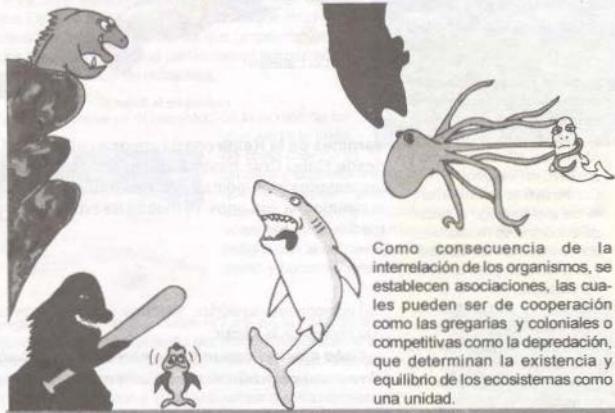 Como consecuencia de la
interrelación de los organismos, se
establecen asociaciones, las cua-
les pueden ser de cooperación
como las gregarias y coloniales o
competitivas como la depredación,
que determinan la existencia y
equilibrio de los ecosistemas como
una unidad.